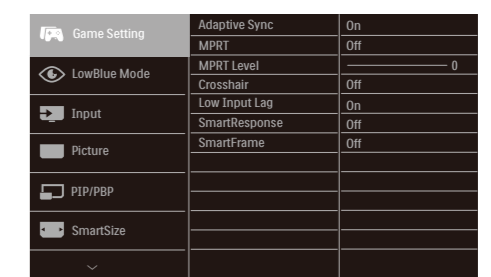 Game Setting
LowBlue Mode
Input
Picture
PIP/PBP
SmartSize
Adaptive Sync On
MPRT Off
MPRT Level 0
Crosshair Off
Low Input Lag On
SmartResponse Off
SmartFrame Off